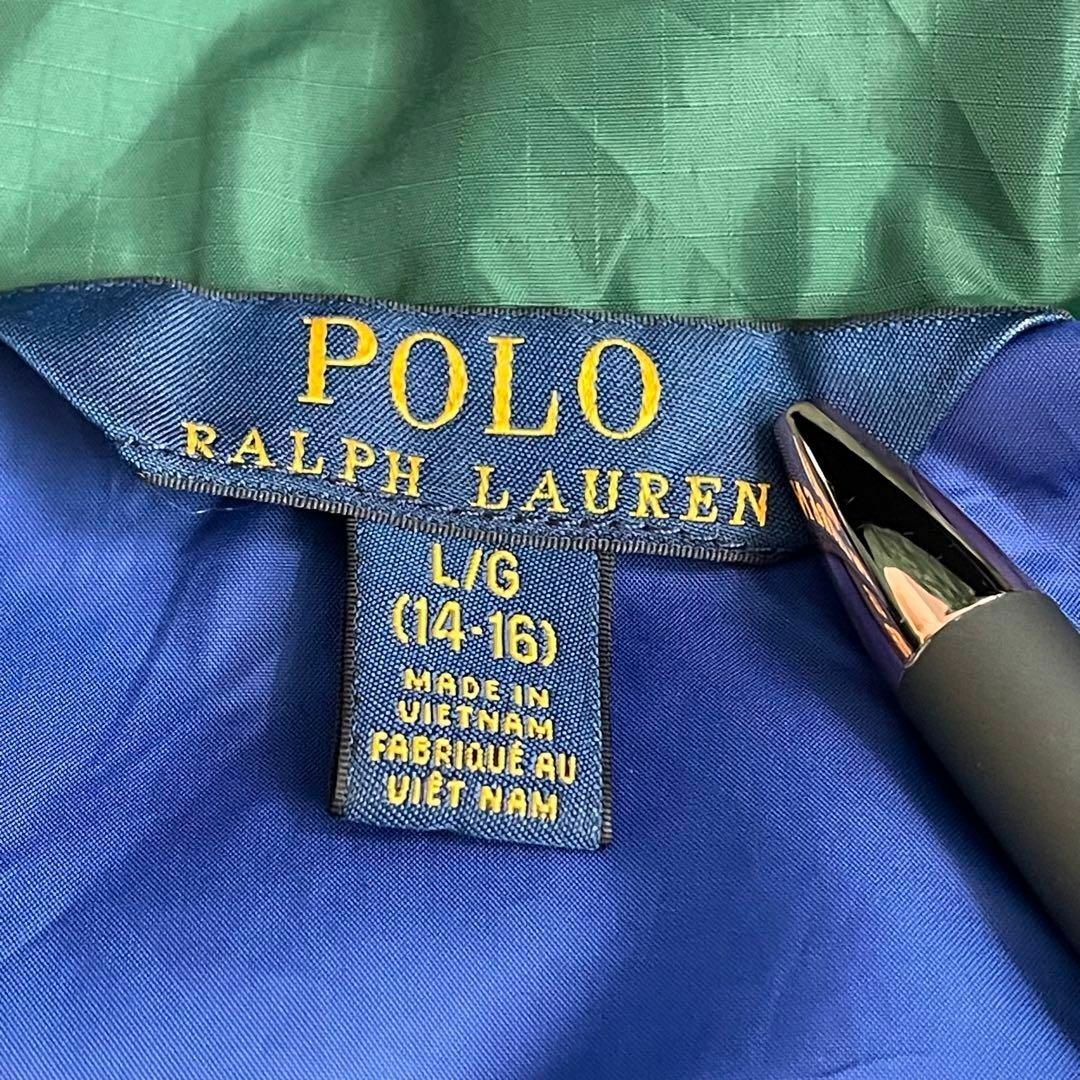 POLO
RALPH LAUREN
L/G
(14-16)
MADE IN
VIETNAM
FABRIQUÉ AU
VIÊT NAM